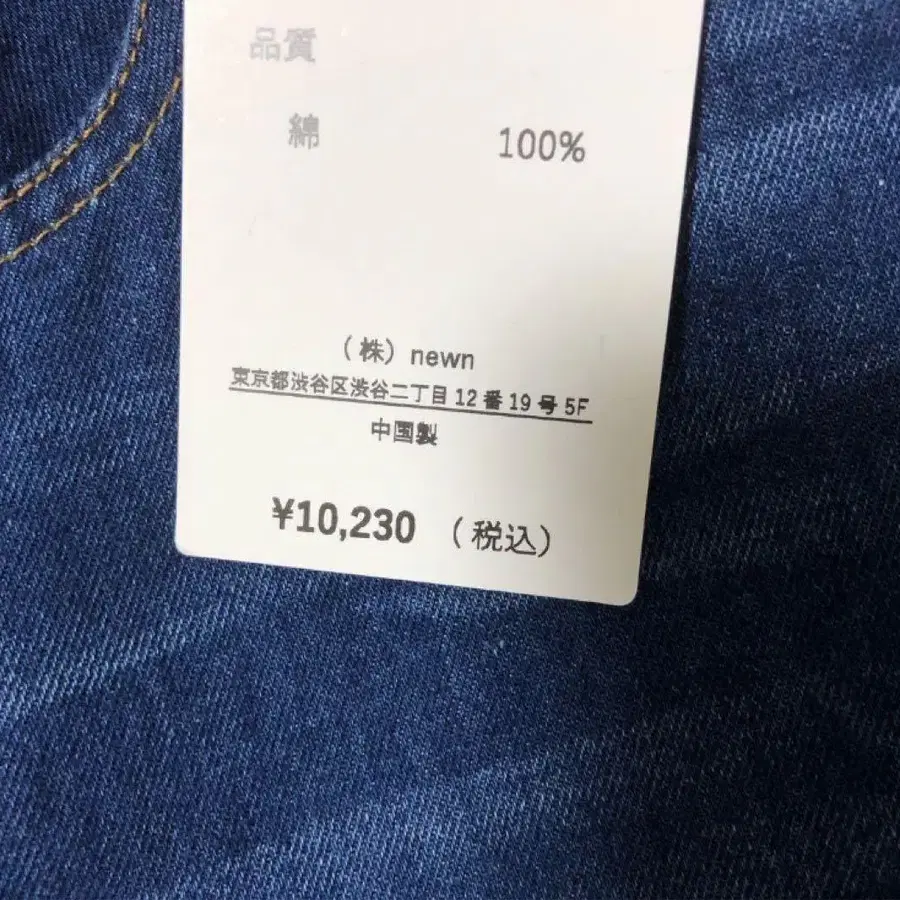 品質
綿 100%
（株）newn
東京都渋谷区渋谷二丁目12番19号5F
中国製
¥10,230 （税込）